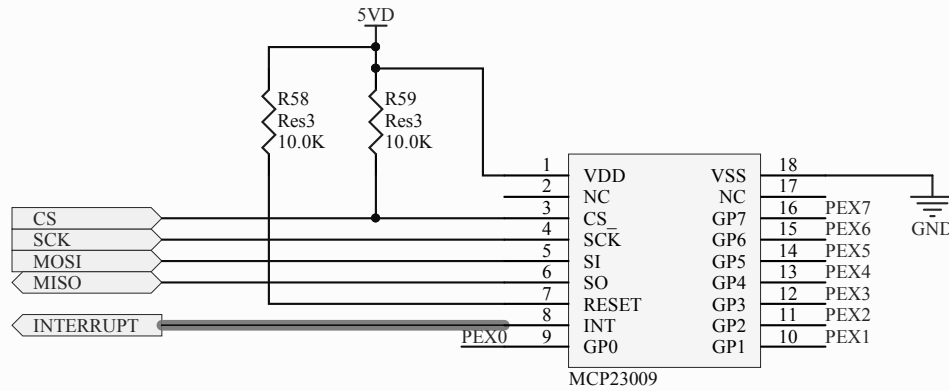 5VD
R58
Res3
10.0K
R59
Res3
10.0K
CS
SCK
MOSI
MISO
INTERRUPT
PEX0
1 VDD VSS 18
2 NC NC 17
3 CS_ GP7 16 PEX7
4 SCK GP6 15 PEX6
5 SI GP5 14 PEX5
6 SO GP4 13 PEX4
7 RESET GP3 12 PEX3
8 INT GP2 11 PEX2
9 GP0 GP1 10 PEX1
GND
MCP23009